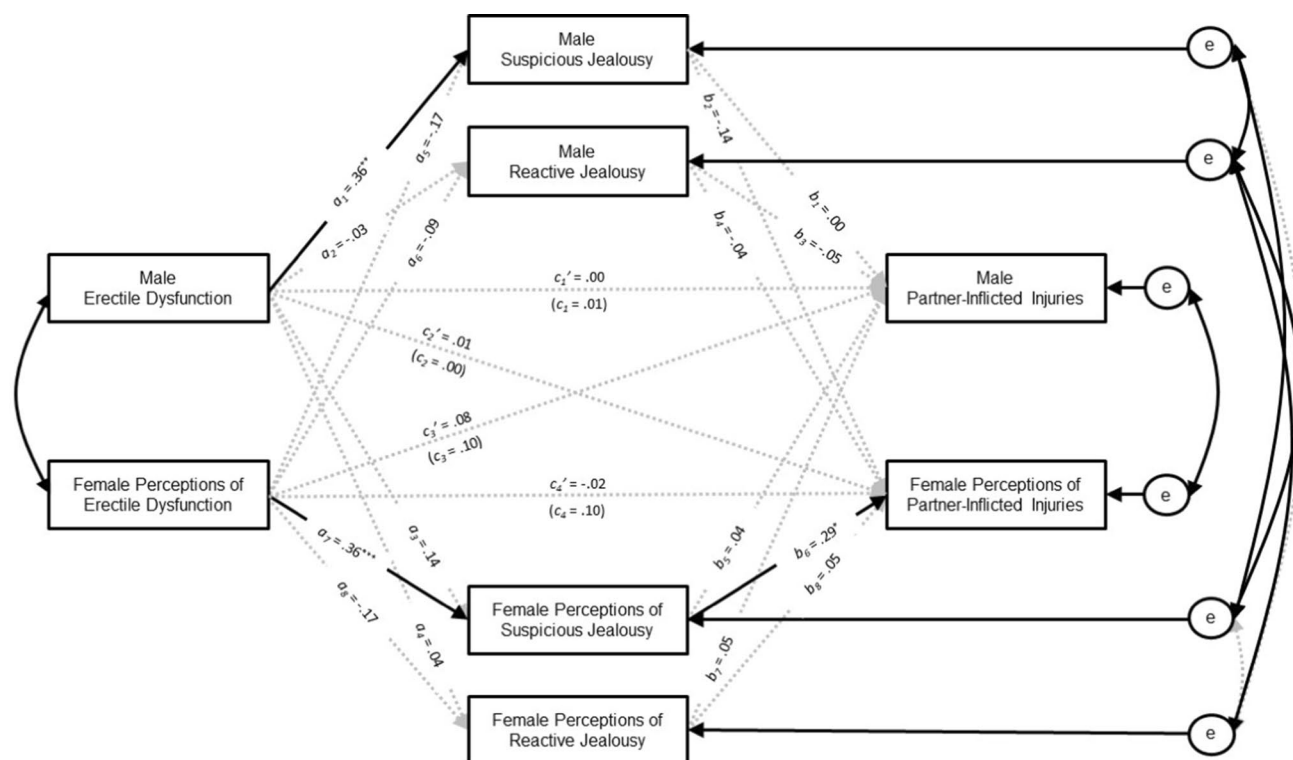 Male
Suspicious Jealousy
e
a₅ = -.17
b₂ = -.14
Male
Reactive Jealousy
e
a₁ = .36**
a₂ = -.03
a₆ = -.09
b₄ = -.04
b₁ = .00
b₃ = -.05
Male
Erectile Dysfunction
c₁′ = .00
(c₁ = .01)
Male
Partner-Inflicted Injuries
e
c₂′ = .01
(c₂ = .00)
c₃′ = .08
(c₃ = .10)
Female Perceptions of
Erectile Dysfunction
c₄′ = -.02
(c₄ = .10)
Female Perceptions of
Partner-Inflicted Injuries
e
a₇ = .36***
a₃ = .14
b₅ = .04
b₆ = .29*
b₈ = .05
a₈ = -.17
a₄ = .04
Female Perceptions of
Suspicious Jealousy
e
b₇ = .05
Female Perceptions of
Reactive Jealousy
e